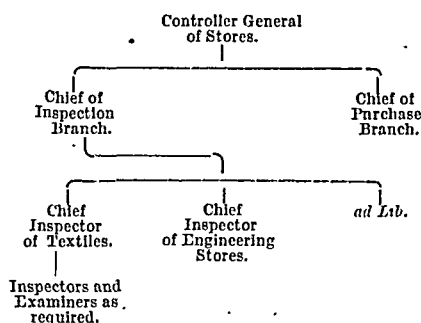 Controller General
of Stores.
Chief of
Inspection
Branch.
Chief of
Purchase
Branch.
Chief
Inspector
of Textiles.
Chief
Inspector
of Engineering
Stores.
ad Lib.
Inspectors and
Examiners as
required.